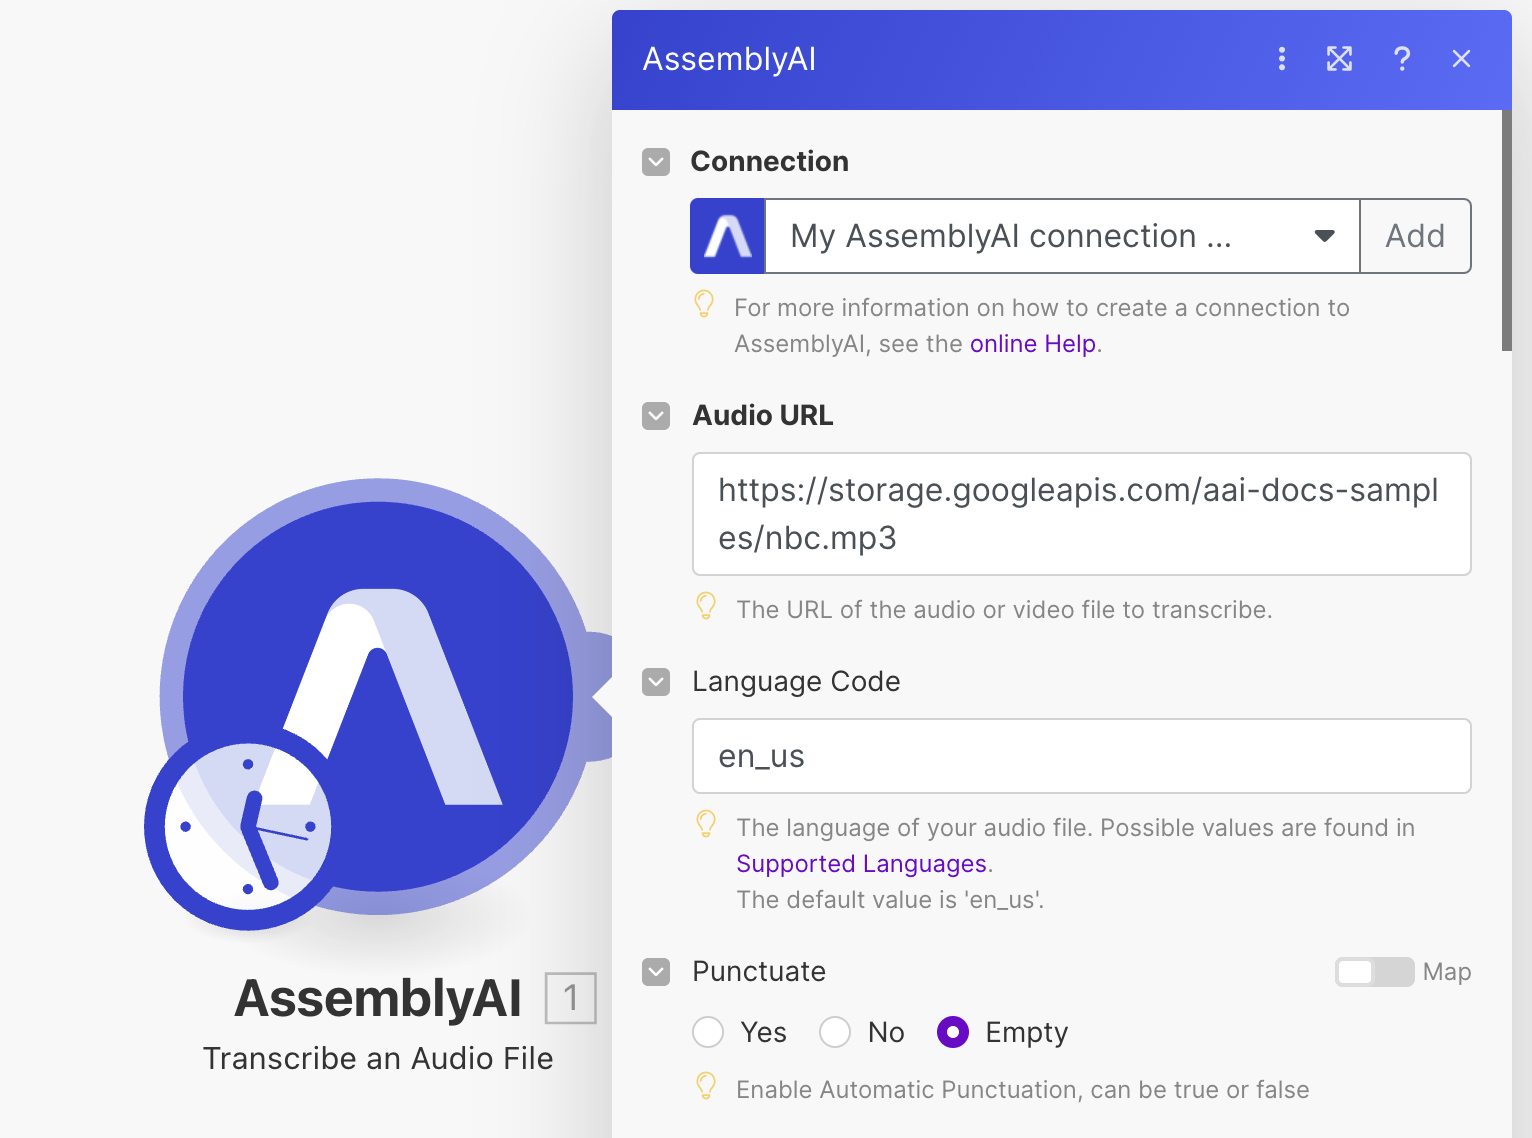 AssemblyAI
Connection
My AssemblyAI connection ...
Add
For more information on how to create a connection to
AssemblyAI, see the online Help.
Audio URL
https://storage.googleapis.com/aai-docs-sampl
es/nbc.mp3
The URL of the audio or video file to transcribe.
Language Code
en_us
The language of your audio file. Possible values are found in
Supported Languages.
The default value is 'en_us'.
Punctuate
Map
Yes No Empty
Enable Automatic Punctuation, can be true or false
AssemblyAI 1
Transcribe an Audio File